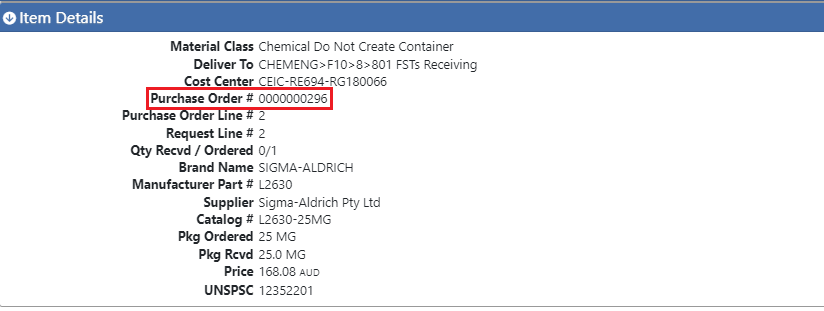 Item Details
Material Class Chemical Do Not Create Container
Deliver To CHEMENG>F10>8>801 FSTs Receiving
Cost Center CEIC-RE694-RG180066
Purchase Order # 0000000296
Purchase Order Line # 2
Request Line # 2
Qty Recvd / Ordered 0/1
Brand Name SIGMA-ALDRICH
Manufacturer Part # L2630
Supplier Sigma-Aldrich Pty Ltd
Catalog # L2630-25MG
Pkg Ordered 25 MG
Pkg Rcvd 25.0 MG
Price 168.08 AUD
UNSPSC 12352201